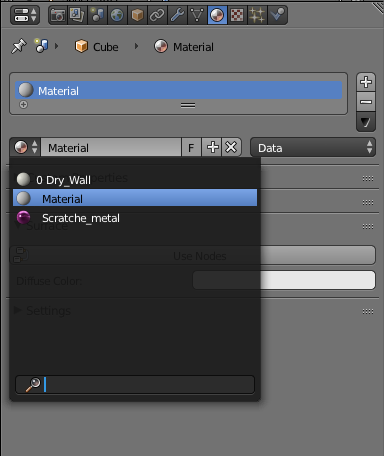 Cube Material
Material
Material F Data
0 Dry_Wall
Material
Scratche_metal
Surface
Use Nodes
Diffuse Color:
Settings